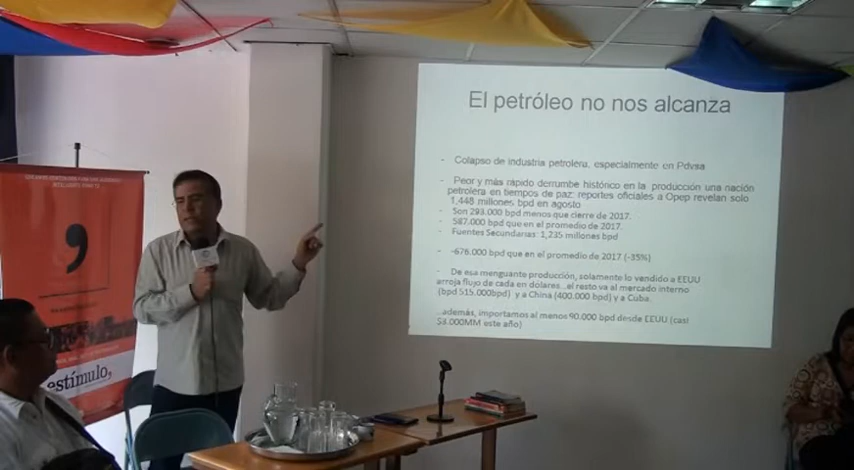 El petróleo no nos alcanza
- Colapso de industria petrolera, especialmente en Pdvsa
- Peor y más rápido derrumbe histórico en la producción una nación
petrolera en tiempos de paz: reportes oficiales a Opep revelan solo
1,448 millones bpd en agosto
- Son 293.000 bpd menos que cierre de 2017.
- 587.000 bpd que en el promedio de 2017.
- Fuentes Secundarias: 1,235 millones bpd
- -676.000 bpd que en el promedio de 2017 (-35%)
- De esa menguante producción, solamente lo vendido a EEUU
arroja flujo de cada en dólares...el resto va al mercado interno
(bpd 515.000bpd) y a China (400.000 bpd) y a Cuba.
...además, importamos al menos 90.000 bpd desde EEUU (casi
$3.000MM este año)
,
estímulo,